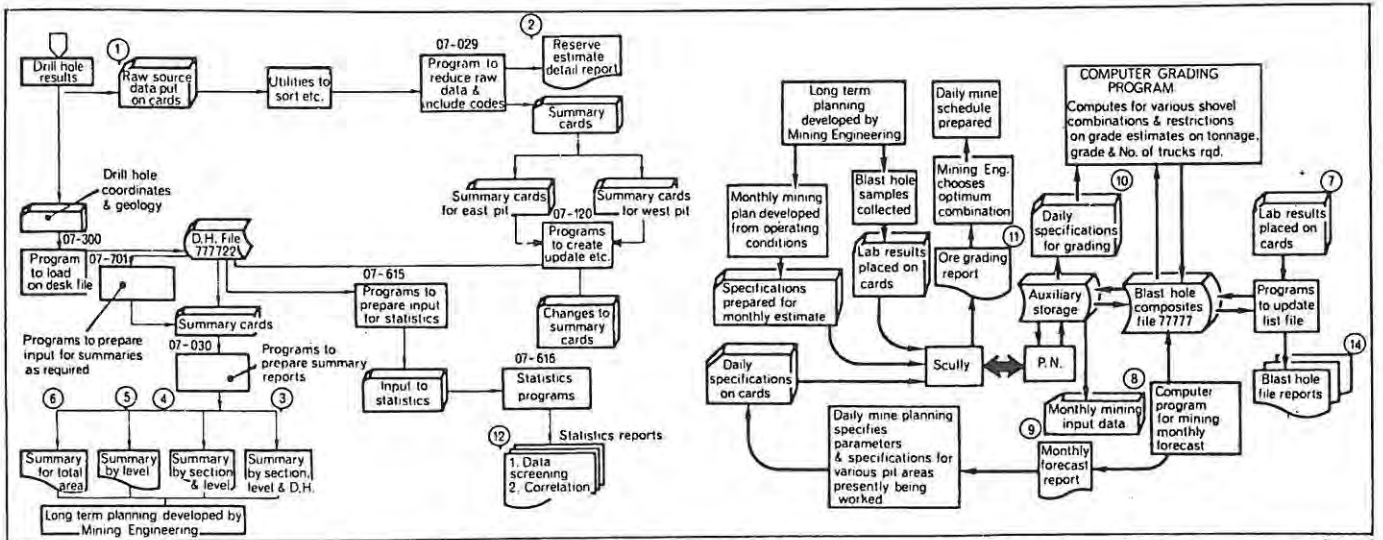 Drill hole
results
1
Raw source
data put
on cards
Utilities to
sort etc.
07-029
Program to
reduce raw
data &
include codes
2
Reserve
estimate
detail report
Summary
cards
Summary cards
for east pit
Summary cards
for west pit
07-120
Programs to
create
update etc.
Changes to
summary
cards
Drill hole
coordinates
& geology
07-300
Program
to load
on desk file
07-701
D.H. File
777722
Programs to prepare
input for summaries
as required
Summary cards
07-030
Programs to
prepare summary
reports
07-615
Programs to
prepare input
for statistics
Input to
statistics
07-616
Statistics
programs
12
Statistics reports
1. Data
screening
2. Correlation
6
5
4
3
Summary
for total
area
Summary
by level
Summary
by section
& level
Summary
by section,
level & D.H.
Long term planning developed by
Mining Engineering
Long term
planning
developed by
Mining Engineering
Monthly mining
plan developed
from operating
conditions
Specifications
prepared for
monthly estimate
Blast hole
samples
collected
Lab results
placed on
cards
Daily mine
schedule
prepared
Mining Eng.
chooses
optimum
combination
11
Ore grading
report
COMPUTER GRADING
PROGRAM
Computes for various shovel
combinations & restrictions
on grade estimates on tonnage,
grade & No. of trucks rqd.
10
Daily
specifications
for grading
Auxiliary
storage
Blast hole
composites
file 77777
7
Lab results
placed on
cards
Programs
to update
list file
14
Blast hole
file reports
Scully
P.N.
Daily
specifications
on cards
Daily mine planning
specifies
parameters
& specifications for
various pit areas
presently being
worked
Monthly mining
input data
8
Computer
program
for mining
monthly
forecast
9
Monthly
forecast
report